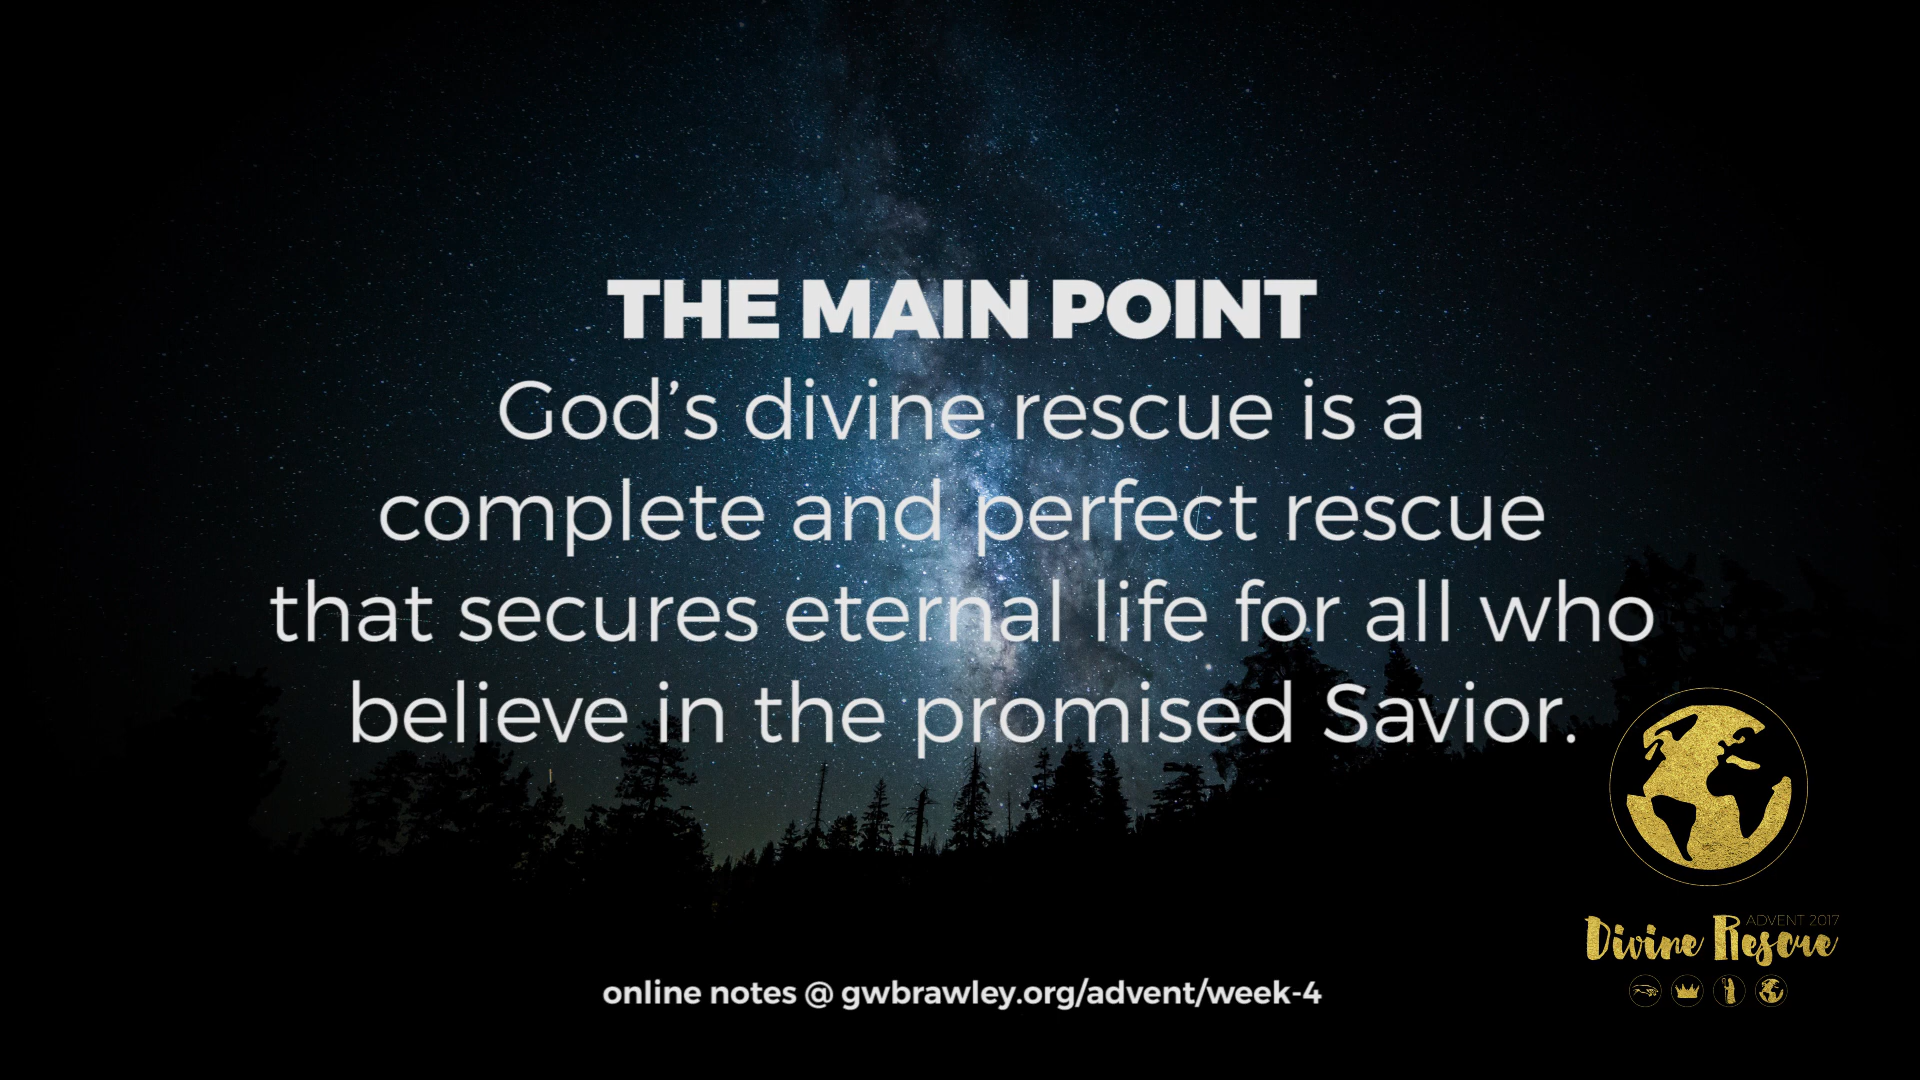 THE MAIN POINT
God’s divine rescue is a
complete and perfect rescue
that secures eternal life for all who
believe in the promised Savior.
ADVENT 2017
Divine Rescue
online notes @ gwbrawley.org/advent/week-4